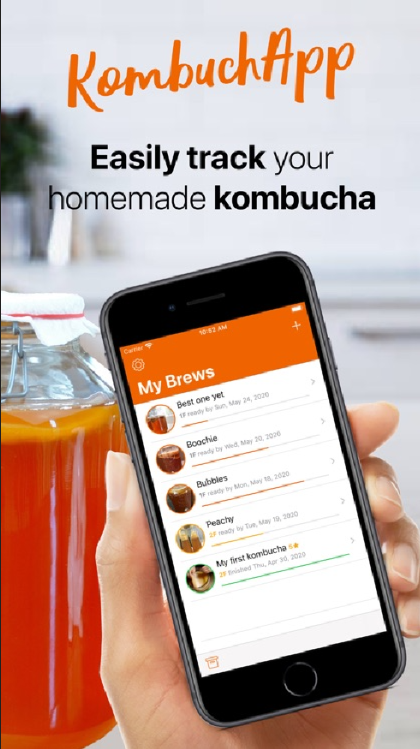 KombuchApp
Easily track your
homemade kombucha
Carrier
10:52 AM
My Brews
Best one yet
1F ready by Sun, May 24, 2020
Boochie
1F ready by Wed, May 20, 2020
Bubbles
1F ready by Mon, May 18, 2020
Peachy
2F ready by Tue, May 19, 2020
My first kombucha
2F finished Thu, Apr 30, 2020